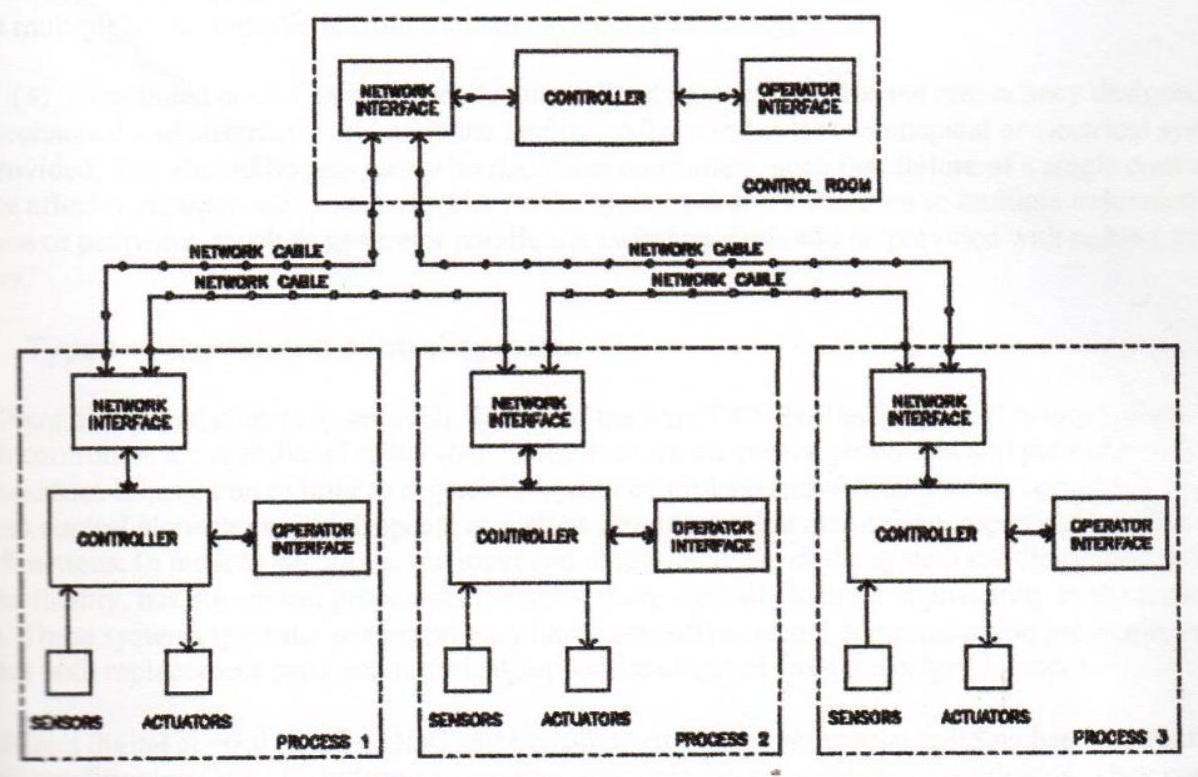 NETWORK
INTERFACE
CONTROLLER
OPERATOR
INTERFACE
CONTROL ROOM
NETWORK CABLE
NETWORK CABLE
NETWORK CABLE
NETWORK CABLE
NETWORK
INTERFACE
CONTROLLER
OPERATOR
INTERFACE
SENSORS
ACTUATORS
PROCESS 1
NETWORK
INTERFACE
CONTROLLER
OPERATOR
INTERFACE
SENSORS
ACTUATORS
PROCESS 2
NETWORK
INTERFACE
CONTROLLER
OPERATOR
INTERFACE
SENSORS
ACTUATORS
PROCESS 3